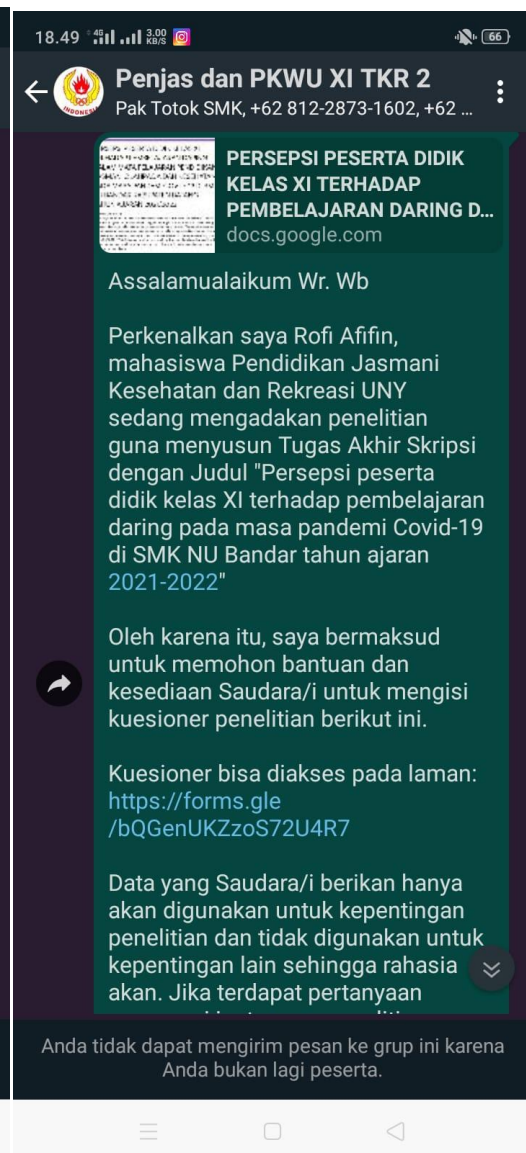 18.49 4G 3.00 KB/S 66
Penjas dan PKWU XI TKR 2
Pak Totok SMK, +62 812-2873-1602, +62 ...
PERSEPSI PESERTA DIDIK
KELAS XI TERHADAP
PEMBELAJARAN DARING D...
docs.google.com
Assalamualaikum Wr. Wb
Perkenalkan saya Rofi Afifin,
mahasiswa Pendidikan Jasmani
Kesehatan dan Rekreasi UNY
sedang mengadakan penelitian
guna menyusun Tugas Akhir Skripsi
dengan Judul "Persepsi peserta
didik kelas XI terhadap pembelajaran
daring pada masa pandemi Covid-19
di SMK NU Bandar tahun ajaran
2021-2022"
Oleh karena itu, saya bermaksud
untuk memohon bantuan dan
kesediaan Saudara/i untuk mengisi
kuesioner penelitian berikut ini.
Kuesioner bisa diakses pada laman:
https://forms.gle
/bQGenUKZzoS72U4R7
Data yang Saudara/i berikan hanya
akan digunakan untuk kepentingan
penelitian dan tidak digunakan untuk
kepentingan lain sehingga rahasia
akan. Jika terdapat pertanyaan
Anda tidak dapat mengirim pesan ke grup ini karena
Anda bukan lagi peserta.